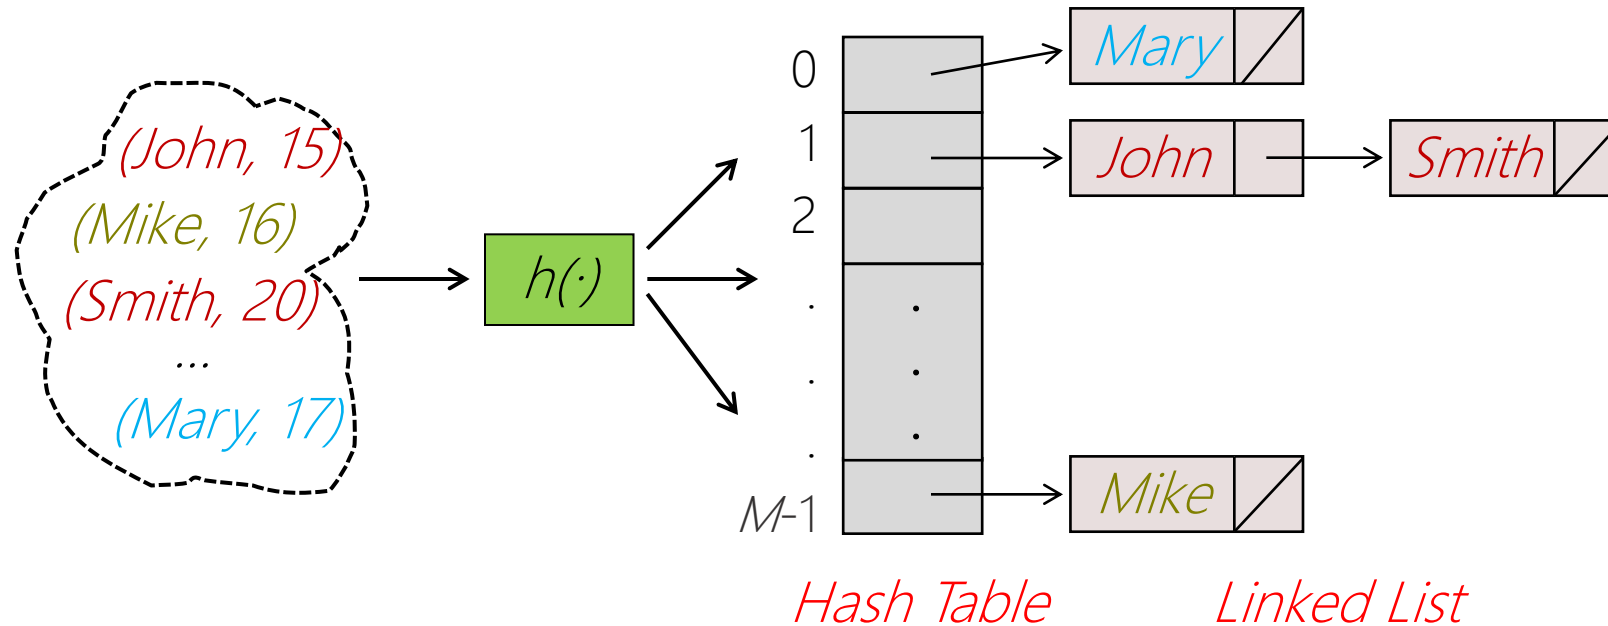 (John, 15)
(Mike, 16)
(Smith, 20)
...
(Mary, 17)
h(·)
0
1
2
.
.
.
M-1
.
.
.
Mary
John
Smith
Mike
Hash Table
Linked List